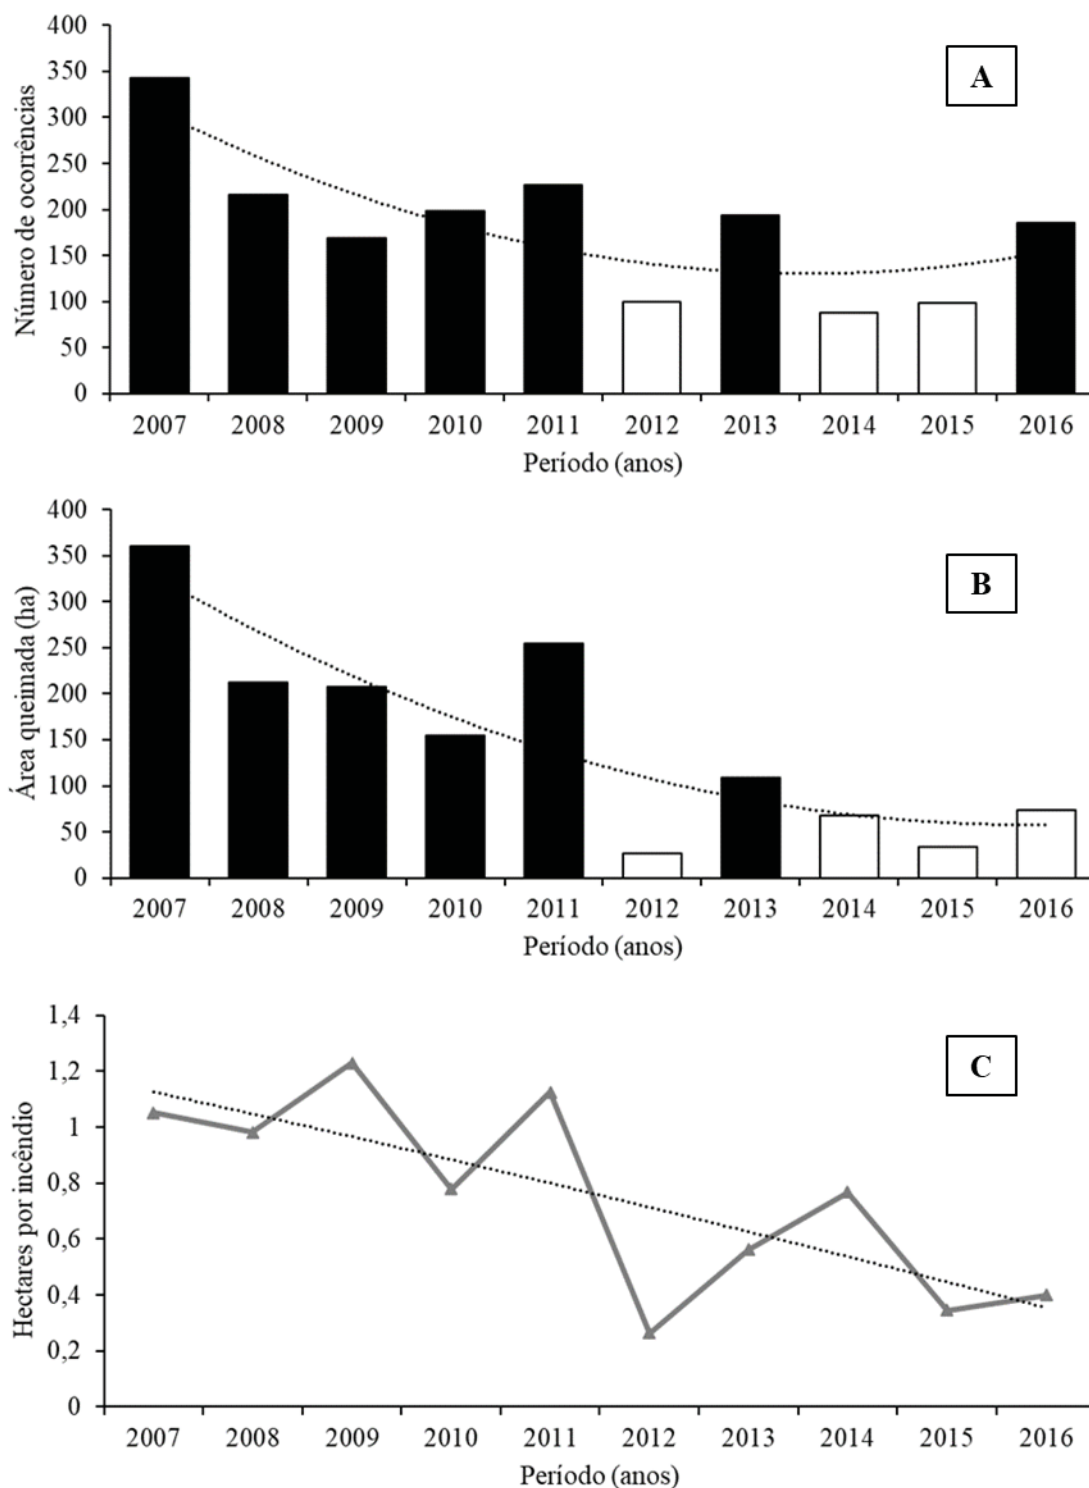 400
350
300
250
200
150
100
50
0
Número de ocorrências
A
2007 2008 2009 2010 2011 2012 2013 2014 2015 2016
Período (anos)
400
350
300
250
200
150
100
50
0
Área queimada (ha)
B
2007 2008 2009 2010 2011 2012 2013 2014 2015 2016
Período (anos)
1,4
1,2
1
0,8
0,6
0,4
0,2
0
Hectares por incêndio
C
2007 2008 2009 2010 2011 2012 2013 2014 2015 2016
Período (anos)